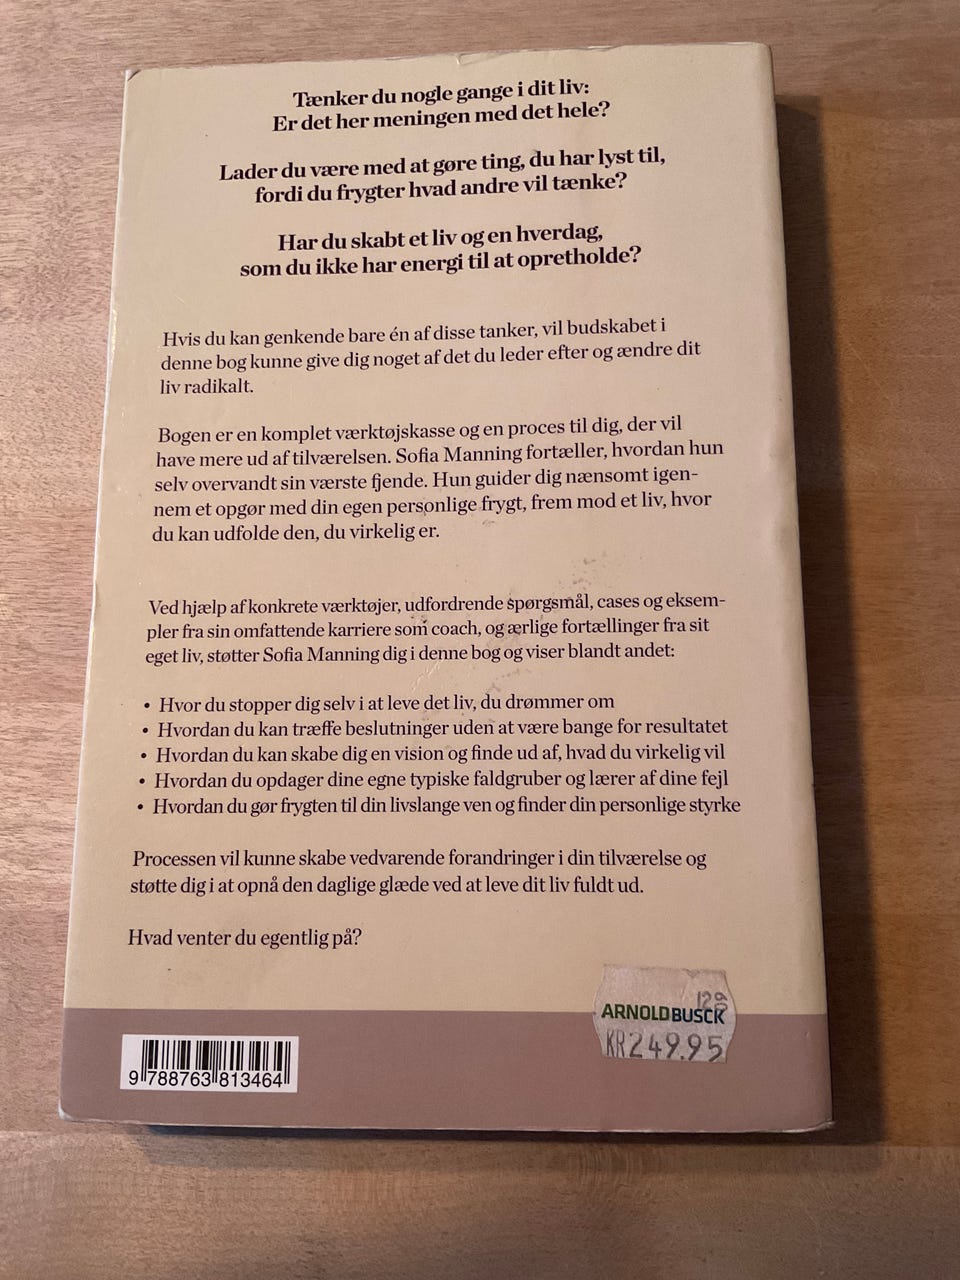 Tænker du nogle gange i dit liv:
Er det her meningen med det hele?
Lader du være med at gøre ting, du har lyst til,
fordi du frygter hvad andre vil tænke?
Har du skabt et liv og en hverdag,
som du ikke har energi til at opretholde?
Hvis du kan genkende bare én af disse tanker, vil budskabet i
denne bog kunne give dig noget af det du leder efter og ændre dit
liv radikalt.
Bogen er en komplet værktøjskasse og en proces til dig, der vil
have mere ud af tilværelsen. Sofia Manning fortæller, hvordan hun
selv overvandt sin værste fjende. Hun guider dig nænsomt igen-
nem et opgør med din egen personlige frygt, frem mod et liv, hvor
du kan udfolde den, du virkelig er.
Ved hjælp af konkrete værktøjer, udfordrende spørgsmål, cases og eksem-
pler fra sin omfattende karriere som coach, og ærlige fortællinger fra sit
eget liv, støtter Sofia Manning dig i denne bog og viser blandt andet:
• Hvor du stopper dig selv i at leve det liv, du drømmer om
• Hvordan du kan træffe beslutninger uden at være bange for resultatet
• Hvordan du kan skabe dig en vision og finde ud af, hvad du virkelig vil
• Hvordan du opdager dine egne typiske faldgruber og lærer af dine fejl
• Hvordan du gør frygten til din livslange ven og finder din personlige styrke
Processen vil kunne skabe vedvarende forandringer i din tilværelse og
støtte dig i at opnå den daglige glæde ved at leve dit liv fuldt ud.
Hvad venter du egentlig på?
ARNOLD BUSCK
KR249.95
9 788763 813464